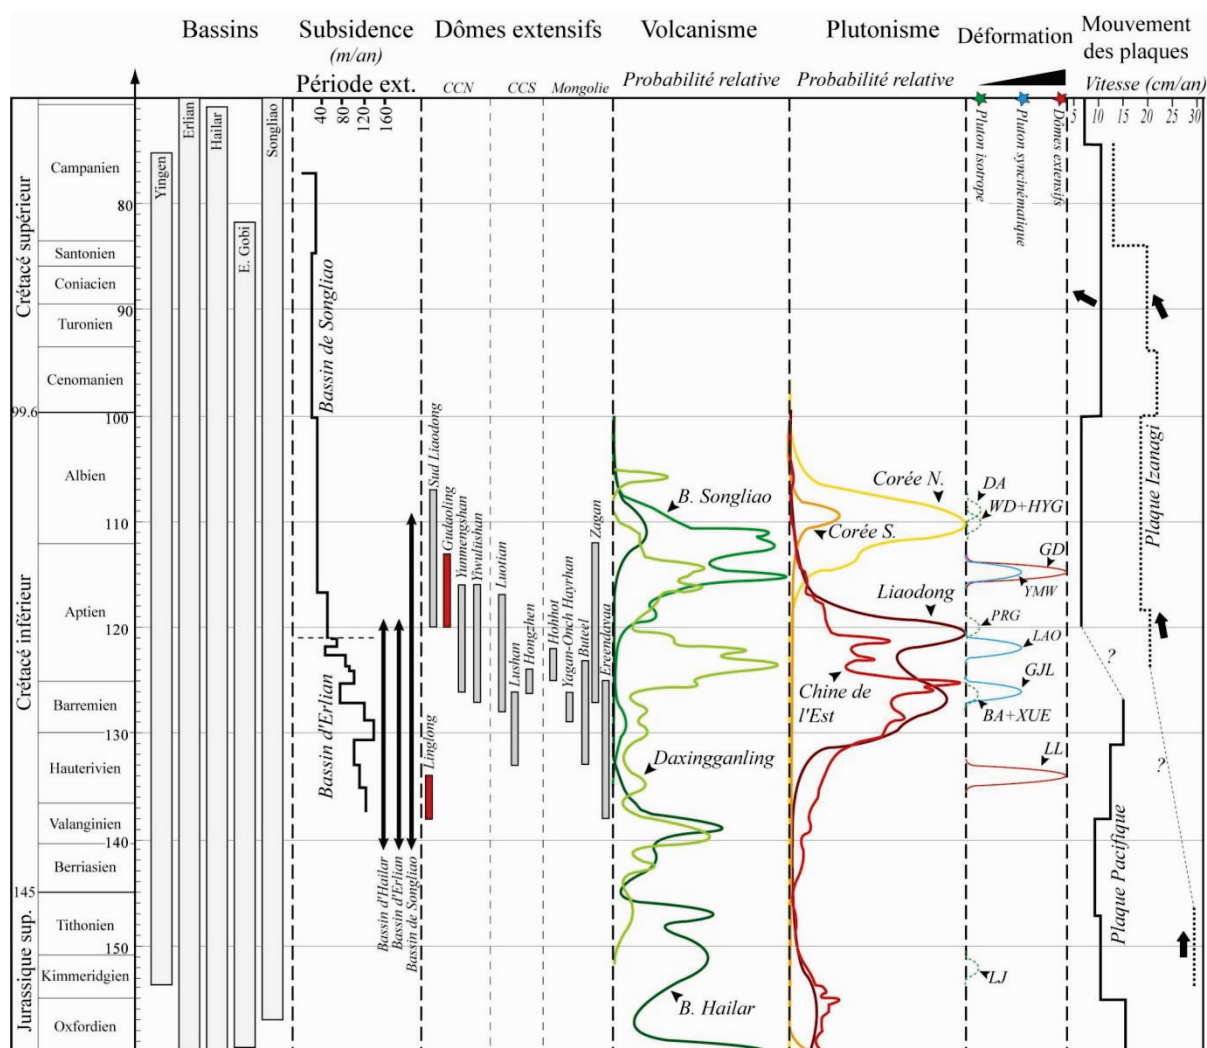 Bassins
Subsidence
(m/an)
Période ext.
Dômes extensifs
CCN
CCS
Mongolie
Volcanisme
Probabilité relative
Plutonisme
Probabilité relative
Déformation
Mouvement
des plaques
Vitesse (cm/an)
40
80
120
160
5
10
15
20
25
30
Pluton isotrope
Pluton syncinématique
Dômes extensifs
Crétacé supérieur
Crétacé inférieur
Jurassique sup.
99.6
145
Campanien
Santonien
Coniacien
Turonien
Cenomanien
Albien
Aptien
Barremien
Hauterivien
Valanginien
Berriasien
Tithonien
Kimmeridgien
Oxfordien
80
90
100
110
120
130
140
150
Yingen
Erlian
Hailar
E. Gobi
Songliao
Bassin de Songliao
Bassin d'Erlian
Bassin d'Hailar
Bassin d'Erlian
Bassin de Songliao
Linglong
Sud Liaodong
Gudaoling
Yunmengshan
Yiwulüshan
Luotian
Lushan
Hongzhen
Hohhot
Yagan-Onch Hayrhan
Buteel
Zagan
Ereendavaa
B. Songliao
Daxingganling
B. Hailar
Corée N.
Corée S.
Liaodong
Chine de
l'Est
DA
WD+HYG
GD
YMW
PRG
LAO
GJL
BA+XUE
LL
LJ
Plaque Pacifique
Plaque Izanagi
?
?